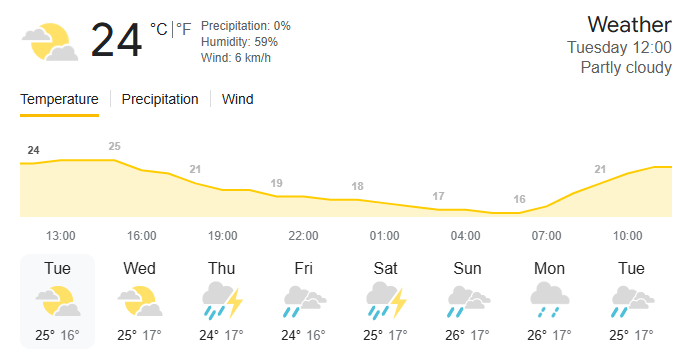 24 °C | °F
Precipitation: 0%
Humidity: 59%
Wind: 6 km/h
Weather
Tuesday 12:00
Partly cloudy
Temperature | Precipitation | Wind
24 25 21 19 18 17 16 21
13:00 16:00 19:00 22:00 01:00 04:00 07:00 10:00
Tue Wed Thu Fri Sat Sun Mon Tue
25° 16° 25° 17° 24° 17° 24° 16° 25° 17° 26° 17° 26° 17° 25° 17°